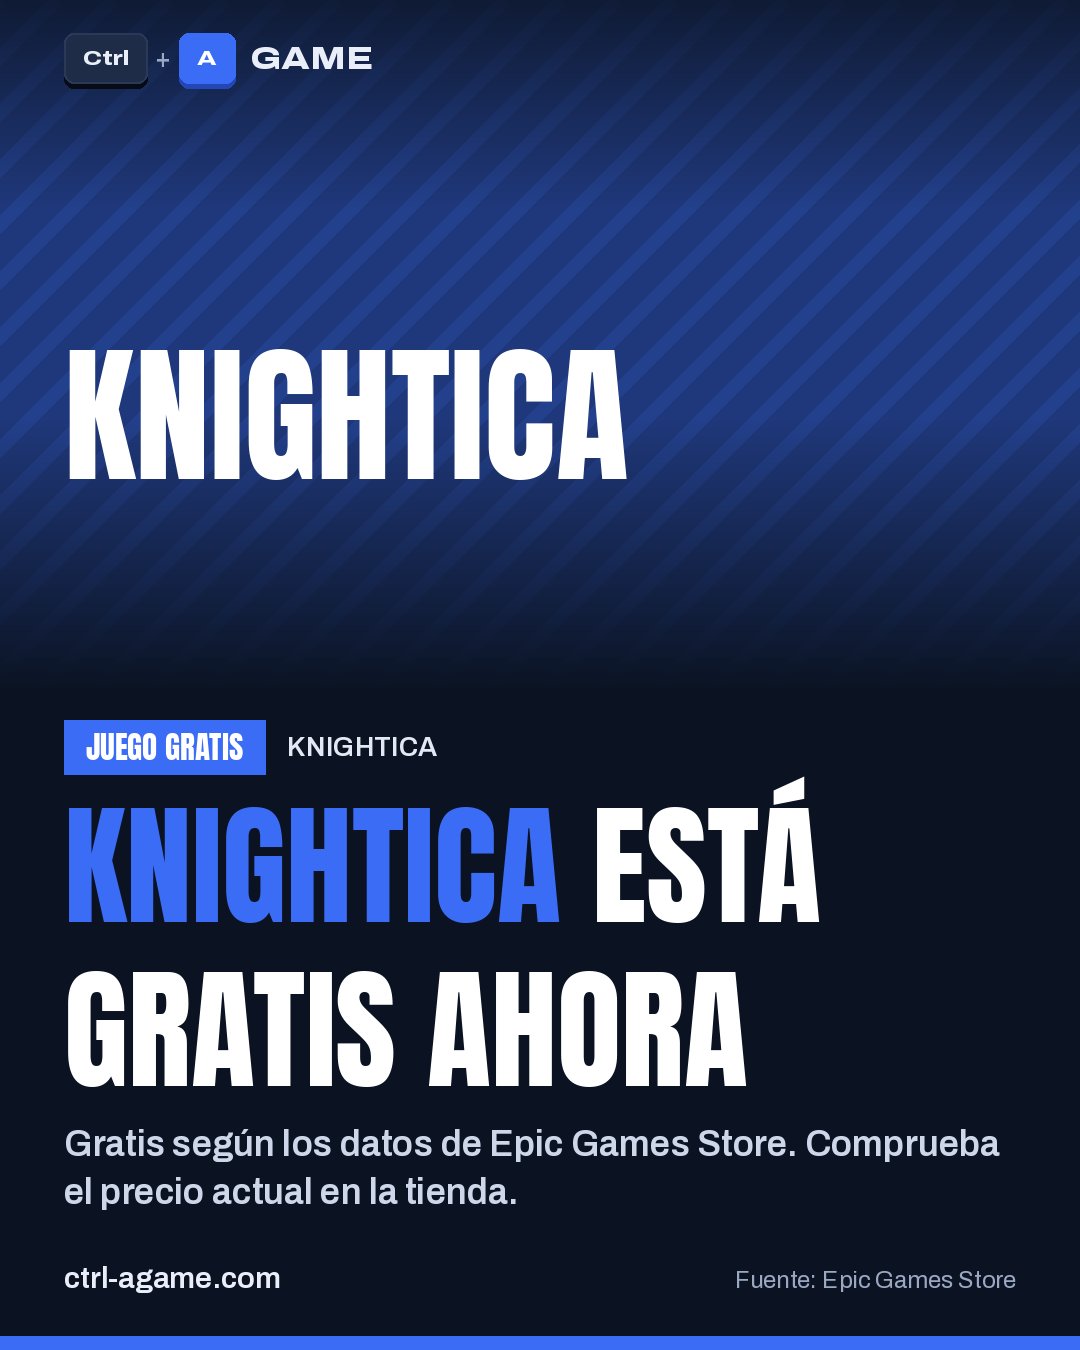 Ctrl + A GAME
KNIGHTICA
JUEGO GRATIS KNIGHTICA
KNIGHTICA ESTÁ
GRATIS AHORA
Gratis según los datos de Epic Games Store. Comprueba
el precio actual en la tienda.
ctrl-agame.com Fuente: Epic Games Store